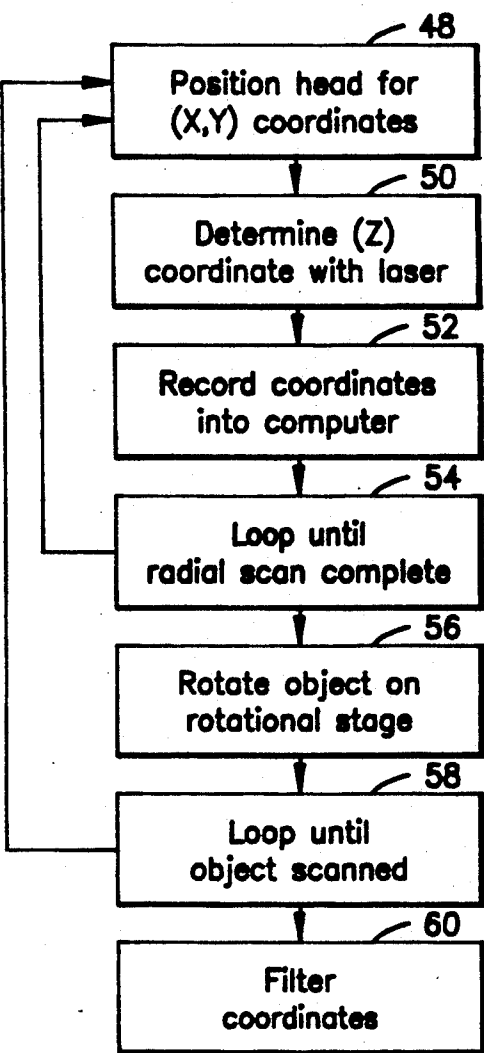 48
Position head for
(X,Y) coordinates
50
Determine (Z)
coordinate with laser
52
Record coordinates
into computer
54
Loop until
radial scan complete
56
Rotate object on
rotational stage
58
Loop until
object scanned
60
Filter
coordinates